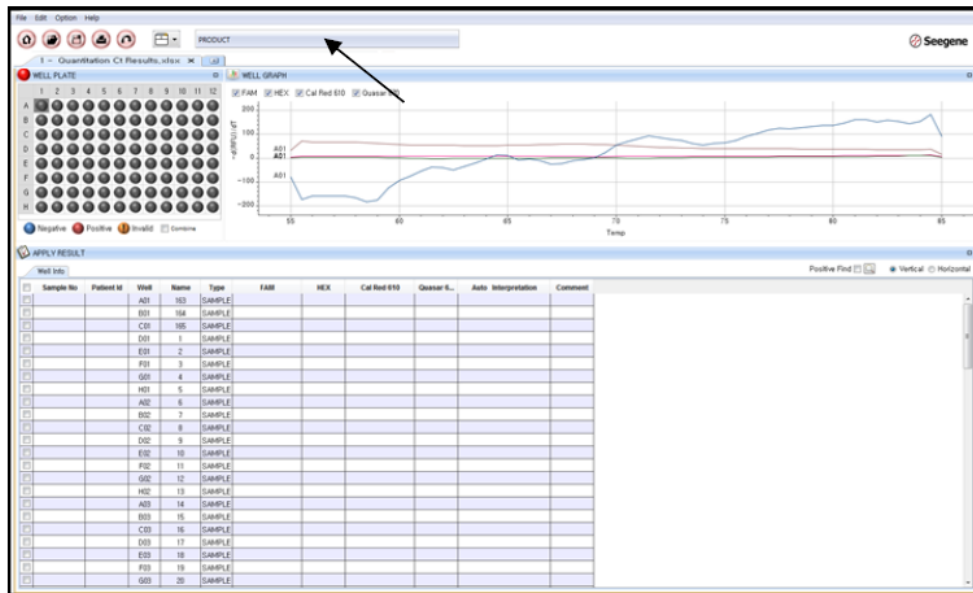 File Edit Option Help
PRODUCT
Seegene
1 - Quantitation Ct Results.xlsx
WELL PLATE
1 2 3 4 5 6 7 8 9 10 11 12
A
B
C
D
E
F
G
H
Negative Positive Invalid Combine
WELL GRAPH
FAM HEX Cal Red 610 Quasar
-d(RFU)/dT
200
100
0
-100
-200
A01
A01
A01
55 60 65 70 75 80 85
Temp
APPLY RESULT
Well Info
Positive Find Vertical Horizontal
Sample No Patient Id Well Name Type FAM HEX Cal Red 610 Quasar 6... Auto Interpretation Comment
A01 163 SAMPLE
B01 164 SAMPLE
C01 165 SAMPLE
D01 1 SAMPLE
E01 2 SAMPLE
F01 3 SAMPLE
G01 4 SAMPLE
H01 5 SAMPLE
A02 6 SAMPLE
B02 7 SAMPLE
C02 8 SAMPLE
D02 9 SAMPLE
E02 10 SAMPLE
F02 11 SAMPLE
G02 12 SAMPLE
H02 13 SAMPLE
A03 14 SAMPLE
B03 15 SAMPLE
C03 16 SAMPLE
D03 17 SAMPLE
E03 18 SAMPLE
F03 19 SAMPLE
G03 20 SAMPLE